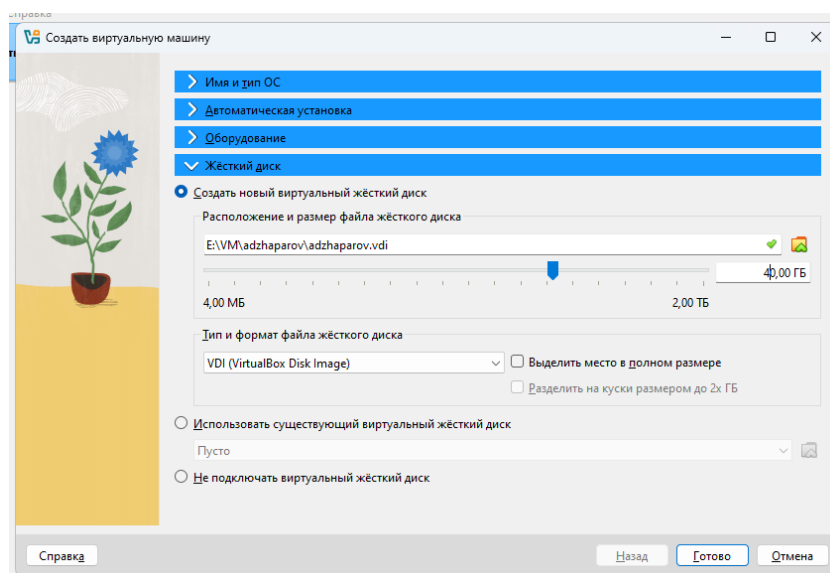 Справка
Создать виртуальную машину
Имя и тип ОС
Автоматическая установка
Оборудование
Жёсткий диск
Создать новый виртуальный жёсткий диск
Расположение и размер файла жёсткого диска
E:\VM\adzhaparov\adzhaparov.vdi
40,00 ГБ
4,00 МБ 2,00 ТБ
Тип и формат файла жёсткого диска
VDI (VirtualBox Disk Image) Выделить место в полном размере
Разделить на куски размером до 2х ГБ
Использовать существующий виртуальный жёсткий диск
Пусто
Не подключать виртуальный жёсткий диск
Справка Назад Готово Отмена